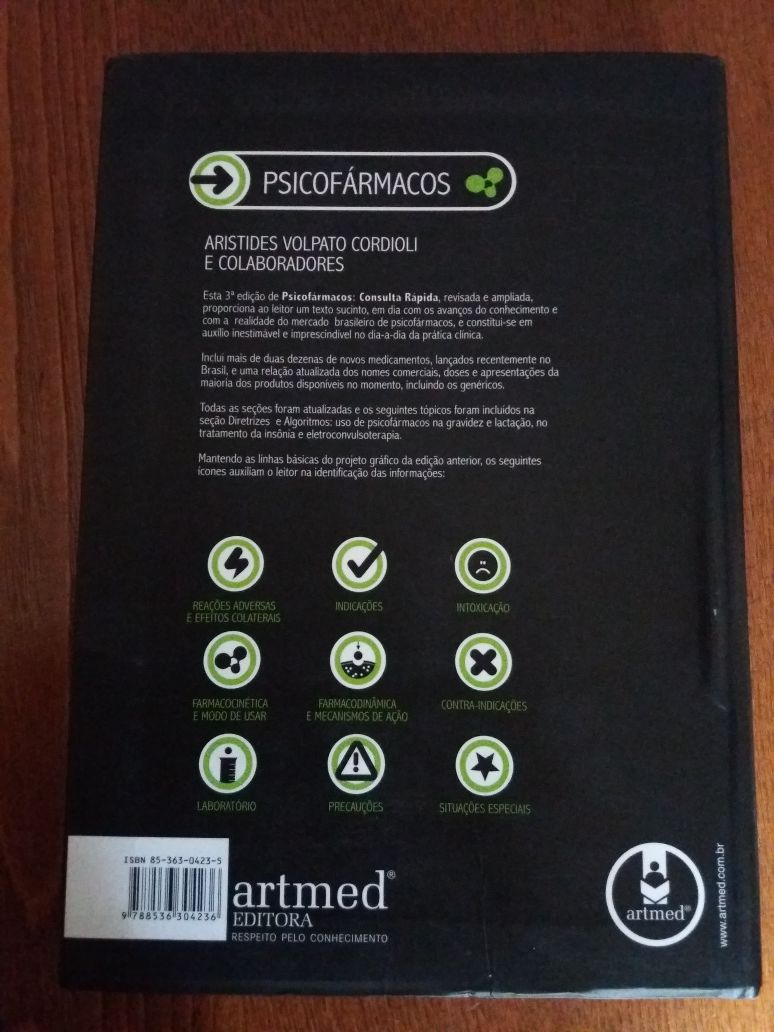 PSICOFÁRMACOS
ARISTIDES VOLPATO CORDIOLI
E COLABORADORES
Esta 3ª edição de Psicofármacos: Consulta Rápida, revisada e ampliada,
proporciona ao leitor um texto sucinto, em dia com os avanços do conhecimento e
com a realidade do mercado brasileiro de psicofármacos, e constitui-se em
auxílio inestimável e imprescindível no dia-a-dia da prática clínica.
Inclui mais de duas dezenas de novos medicamentos, lançados recentemente no
Brasil, e uma relação atualizada dos nomes comerciais, doses e apresentações da
maioria dos produtos disponíveis no momento, incluindo os genéricos.
Todas as seções foram atualizadas e os seguintes tópicos foram incluídos na
seção Diretrizes e Algoritmos: uso de psicofármacos na gravidez e lactação, no
tratamento da insônia e eletroconvulsoterapia.
Mantendo as linhas básicas do projeto gráfico da edição anterior, os seguintes
ícones auxiliam o leitor na identificação das informações:
REAÇÕES ADVERSAS
E EFEITOS COLATERAIS
INDICAÇÕES
INTOXICAÇÃO
FARMACOCINÉTICA
E MODO DE USAR
FARMACODINÂMICA
E MECANISMOS DE AÇÃO
CONTRA-INDICAÇÕES
LABORATÓRIO
PRECAUÇÕES
SITUAÇÕES ESPECIAIS
ISBN 85-363-0423-5
9 788536 304236
artmed®
EDITORA
RESPEITO PELO CONHECIMENTO
artmed®
www.artmed.com.br